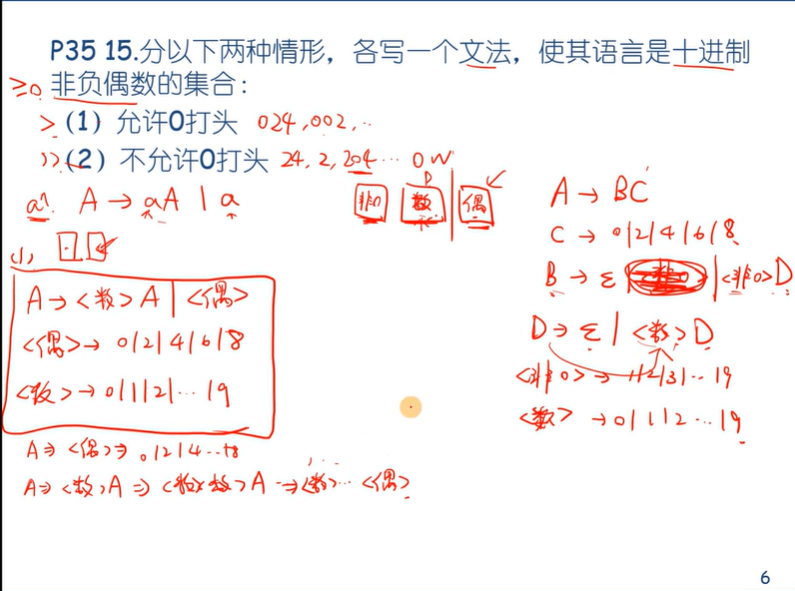 P35 15.分以下两种情形，各写一个文法，使其语言是十进制
≥0 非负偶数的集合：
>（1）允许0打头 024,002,..
（2）不允许0打头 24,2,204... 0
D
非0 数 偶
aⁿ A → aA | a
A → BC
(1)
C → 0|2|4|6|8
A → <数> A | <偶>
B → ε | <非0> D
<偶> → 0|2|4|6|8
D → ε | <数> D
<数> → 0|1|2|...|9
<非0> → 1|2|3|...|9
<数> → 0|1|2...|9
A ⇒ <偶> ⇒ 0|2|4...|8
A ⇒ <数> A ⇒ <数><数> A ⇒ <数>... <偶>
6